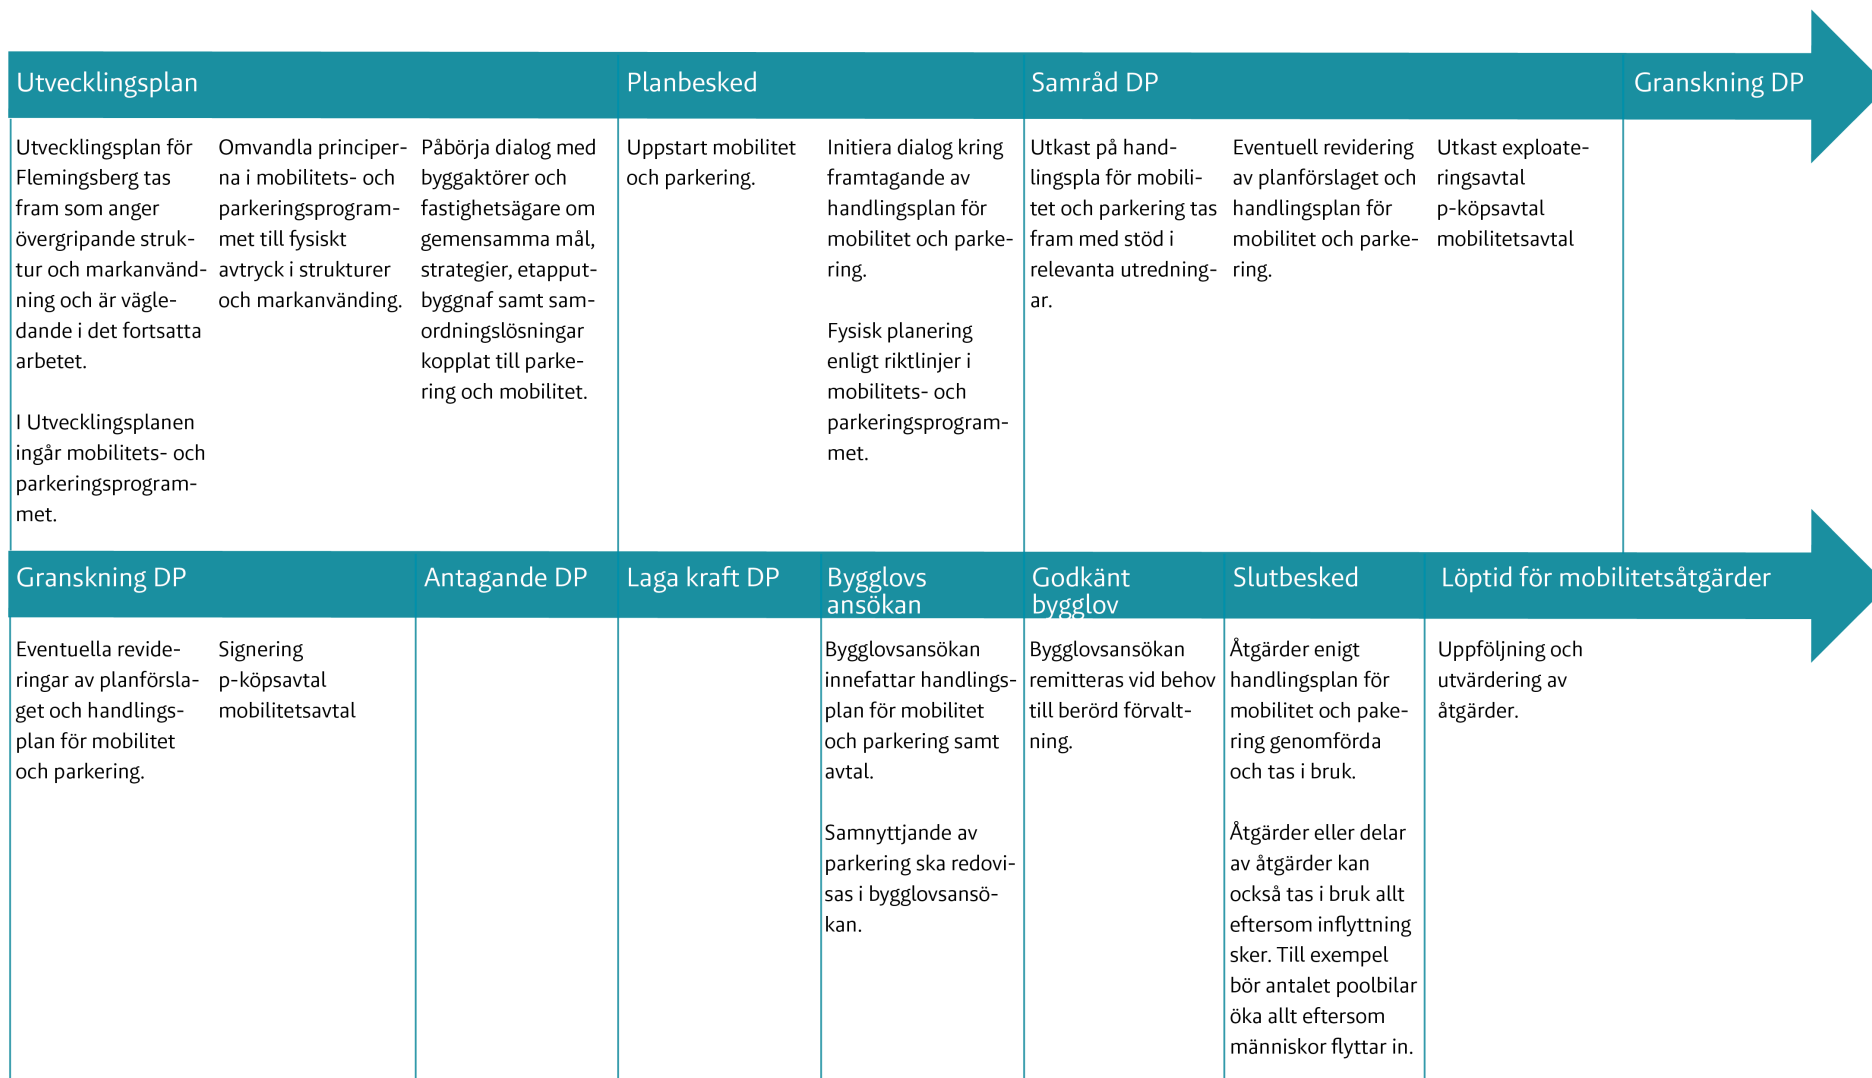 Utvecklingsplan
Planbesked
Samråd DP
Granskning DP
Utvecklingsplan för
Flemingsberg tas
fram som anger
övergripande struk-
tur och markanvänd-
ning och är vägle-
dande i det fortsatta
arbetet.
I Utvecklingsplanen
ingår mobilitets- och
parkeringsprogram-
met.
Omvandla principer-
na i mobilitets- och
parkeringsprogram-
met till fysiskt
avtryck i strukturer
och markanvänding.
Påbörja dialog med
byggaktörer och
fastighetsägare om
gemensamma mål,
strategier, etapput-
byggnaf samt sam-
ordningslösningar
kopplat till parke-
ring och mobilitet.
Uppstart mobilitet
och parkering.
Initiera dialog kring
framtagande av
handlingsplan för
mobilitet och parke-
ring.
Fysisk planering
enligt riktlinjer i
mobilitets- och
parkeringsprogram-
met.
Utkast på hand-
lingspla för mobili-
tet och parkering tas
fram med stöd i
relevanta utredning-
ar.
Eventuell revidering
av planförslaget och
handlingsplan för
mobilitet och parke-
ring.
Utkast exploate-
ringsavtal
p-köpsavtal
mobilitetsavtal
Granskning DP
Antagande DP
Laga kraft DP
Bygglovs
ansökan
Godkänt
bygglov
Slutbesked
Löptid för mobilitetsåtgärder
Eventuella revide-
ringar av planförsla-
get och handlings-
plan för mobilitet
och parkering.
Signering
p-köpsavtal
mobilitetsavtal
Bygglovsansökan
innefattar handlings-
plan för mobilitet
och parkering samt
avtal.
Samnyttjande av
parkering ska redovi-
sas i bygglovsansö-
kan.
Bygglovsansökan
remitteras vid behov
till berörd förvalt-
ning.
Åtgärder enigt
handlingsplan för
mobilitet och pake-
ring genomförda
och tas i bruk.
Åtgärder eller delar
av åtgärder kan
också tas i bruk allt
eftersom inflyttning
sker. Till exempel
bör antalet poolbilar
öka allt eftersom
människor flyttar in.
Uppföljning och
utvärdering av
åtgärder.